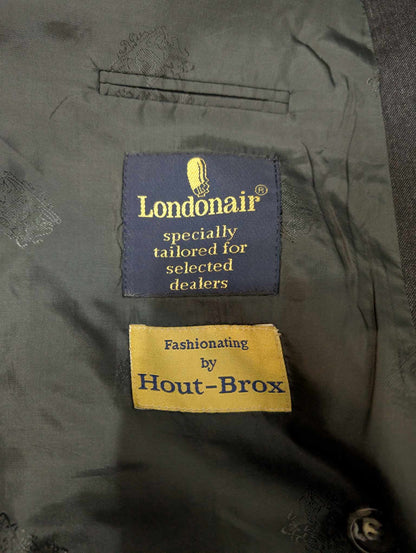 Londonair®
specially
tailored for
selected
dealers
Fashionating
by
Hout-Brox